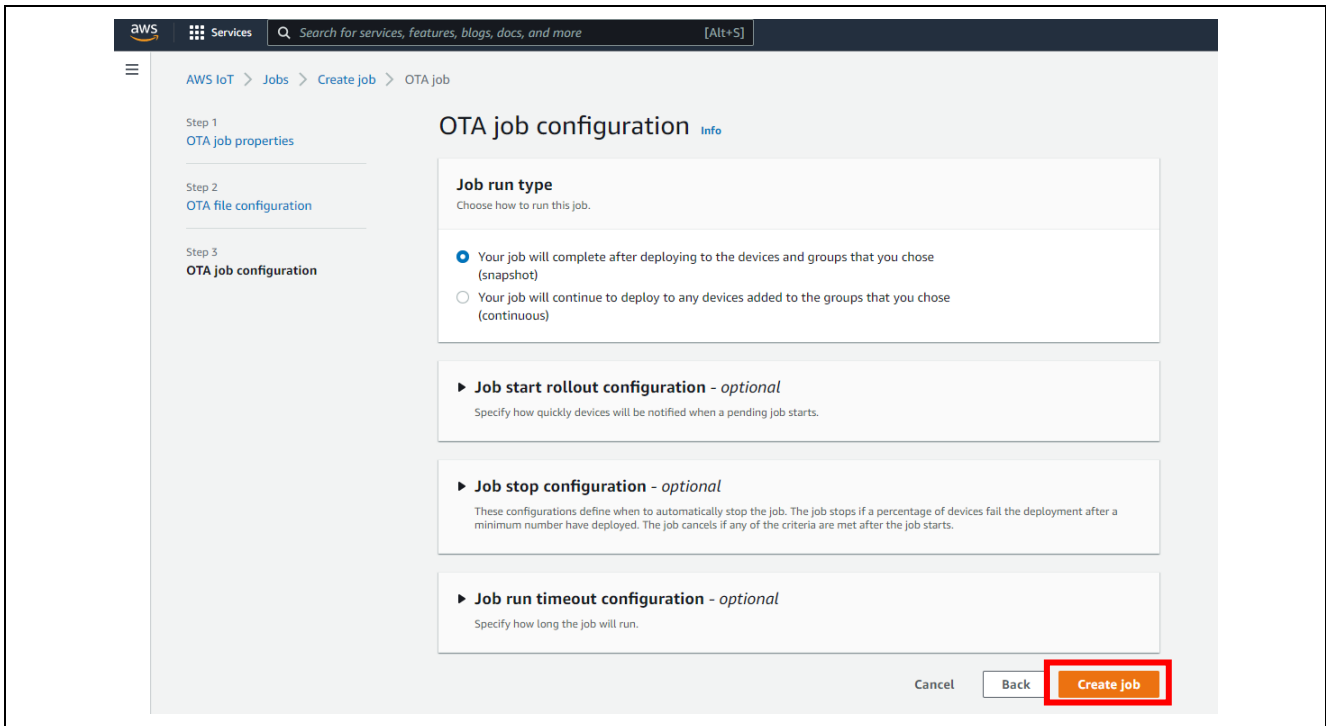 aws
Services
Search for services, features, blogs, docs, and more
[Alt+S]
AWS IoT > Jobs > Create job > OTA job
Step 1
OTA job properties
Step 2
OTA file configuration
Step 3
OTA job configuration
OTA job configuration Info
Job run type
Choose how to run this job.
Your job will complete after deploying to the devices and groups that you chose
(snapshot)
Your job will continue to deploy to any devices added to the groups that you chose
(continuous)
Job start rollout configuration - optional
Specify how quickly devices will be notified when a pending job starts.
Job stop configuration - optional
These configurations define when to automatically stop the job. The job stops if a percentage of devices fail the deployment after a
minimum number have deployed. The job cancels if any of the criteria are met after the job starts.
Job run timeout configuration - optional
Specify how long the job will run.
Cancel
Back
Create job